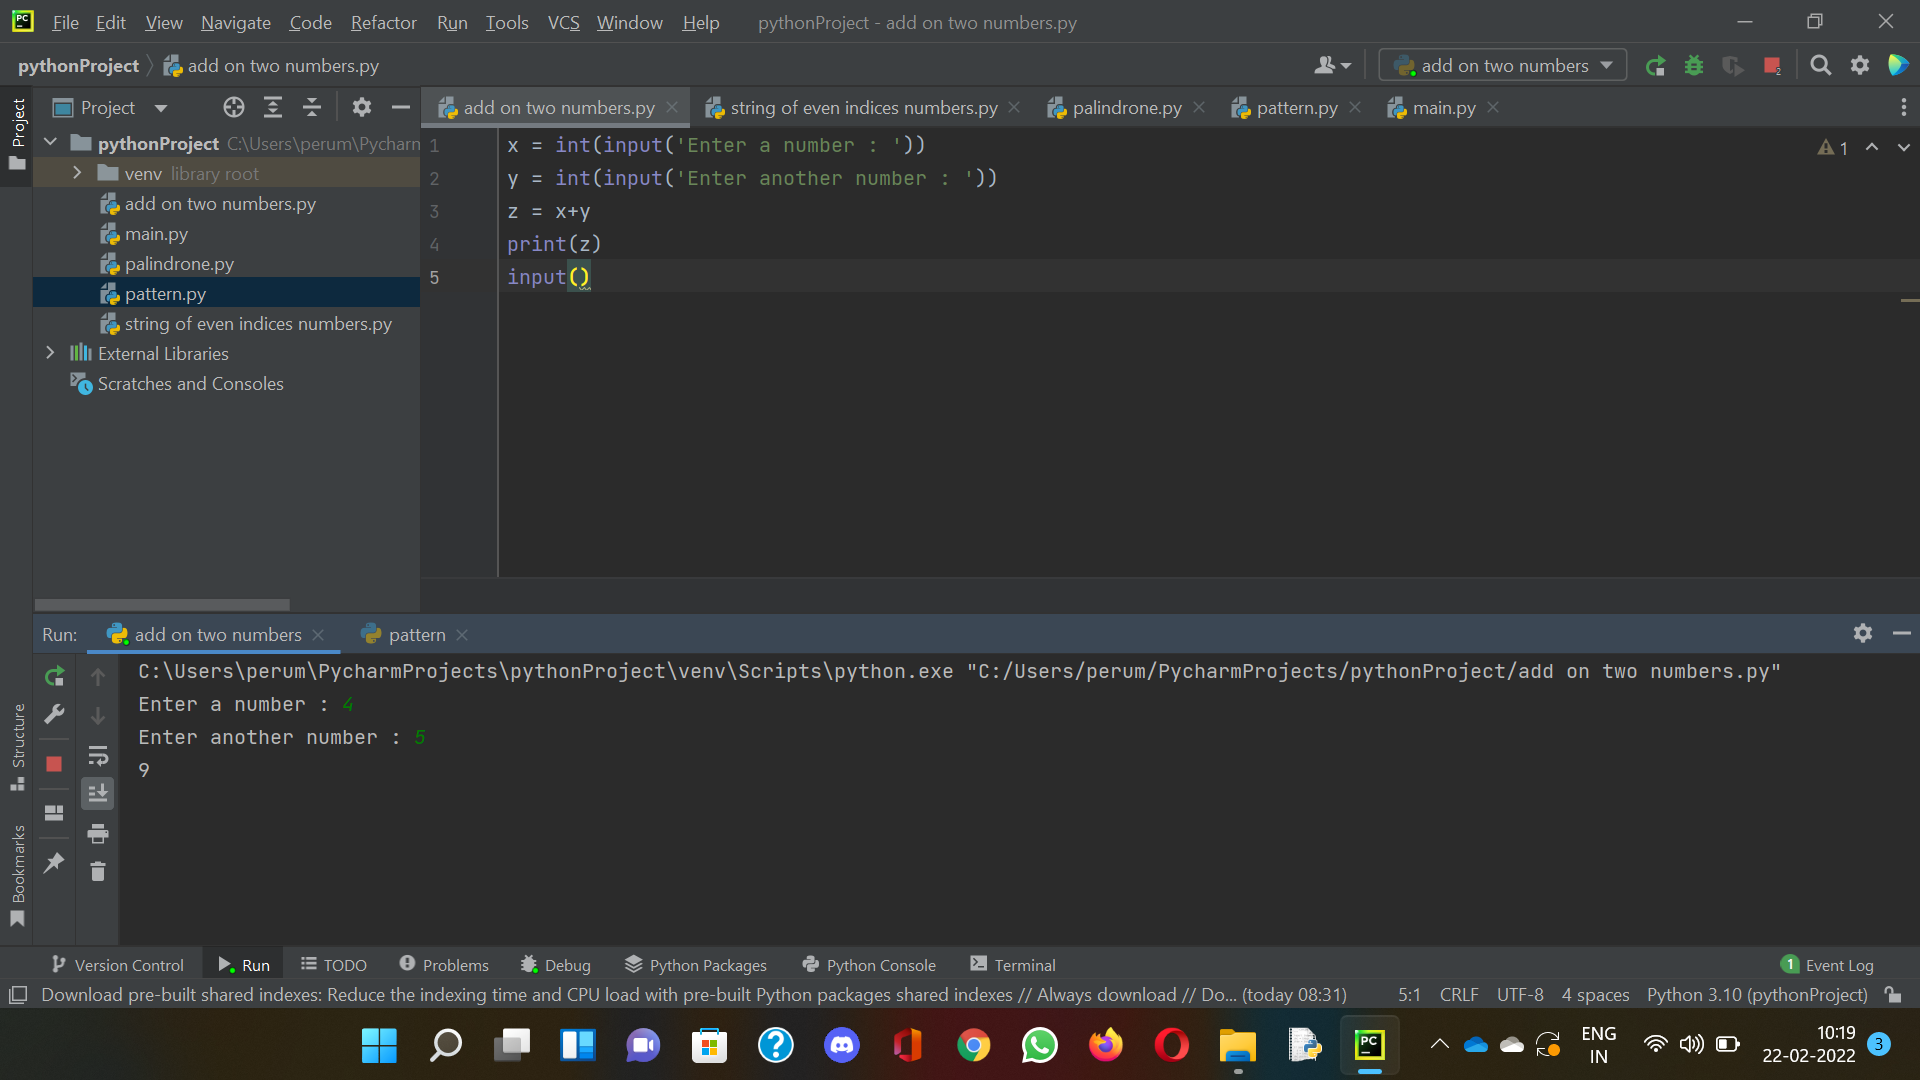 PC File Edit View Navigate Code Refactor Run Tools VCS Window Help pythonProject - add on two numbers.py
pythonProject add on two numbers.py add on two numbers 2
Project
Project
add on two numbers.py string of even indices numbers.py palindrone.py pattern.py main.py
pythonProject C:\Users\perum\Pycharm
venv library root
add on two numbers.py
main.py
palindrone.py
pattern.py
string of even indices numbers.py
External Libraries
Scratches and Consoles
1 x = int(input('Enter a number : '))
2 y = int(input('Enter another number : '))
3 z = x+y
4 print(z)
5 input()
1
Run: add on two numbers pattern
C:\Users\perum\PycharmProjects\pythonProject\venv\Scripts\python.exe "C:/Users/perum/PycharmProjects/pythonProject/add on two numbers.py"
Enter a number : 4
Enter another number : 5
9
Structure
Bookmarks
Version Control Run TODO Problems Debug Python Packages Python Console Terminal 1 Event Log
Download pre-built shared indexes: Reduce the indexing time and CPU load with pre-built Python packages shared indexes // Always download // Do... (today 08:31) 5:1 CRLF UTF-8 4 spaces Python 3.10 (pythonProject)
PC
ENG
IN
10:19
22-02-2022
3